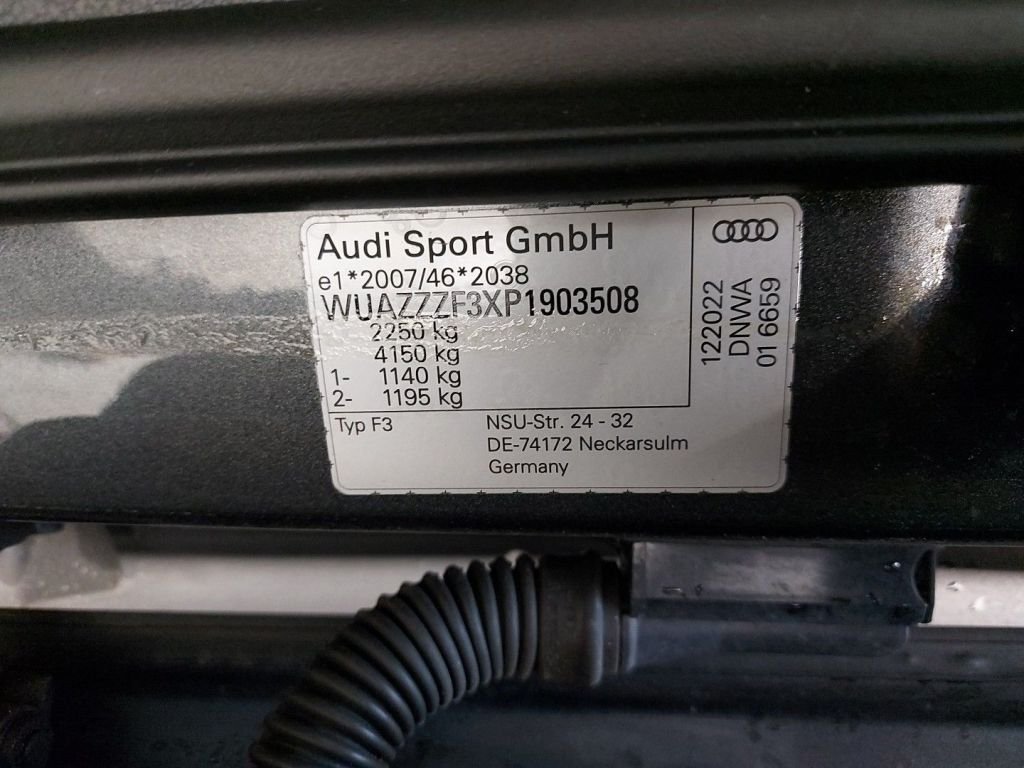 Audi Sport GmbH
e1*2007/46*2038
WUAZZZF3XP1903508
2250 kg
4150 kg
1- 1140 kg
2- 1195 kg
Typ F3
NSU-Str. 24 - 32
DE-74172 Neckarsulm
Germany
122022
DNWA
01 6659